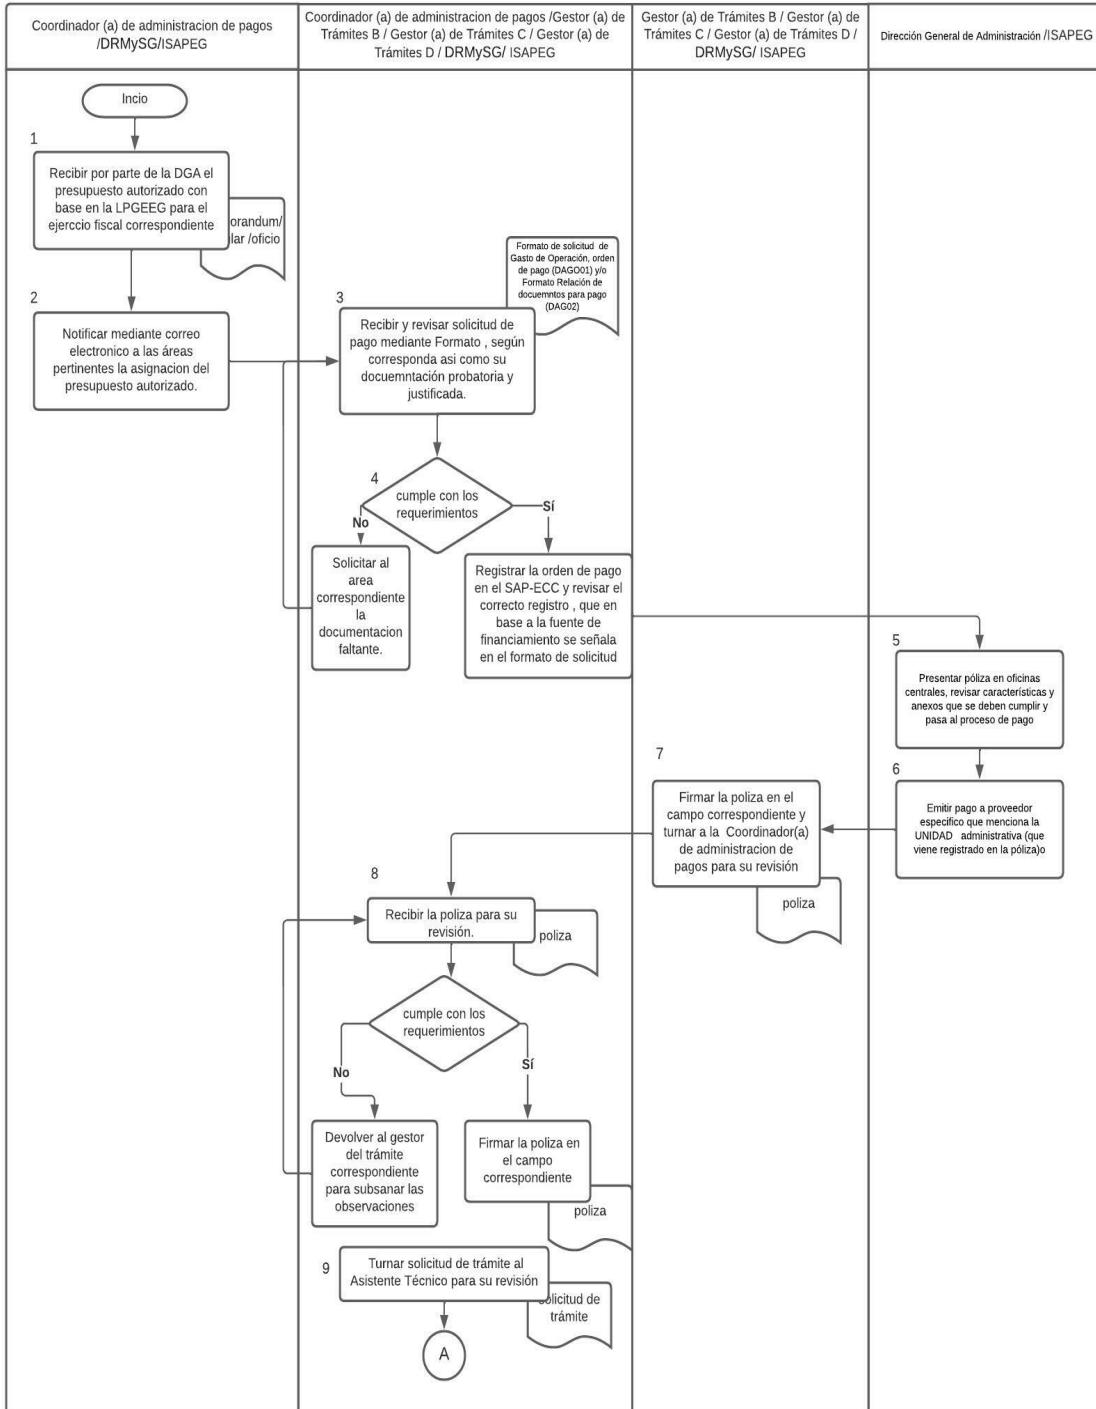 Coordinador (a) de administracion de pagos
/DRMySG/ISAPEG
Coordinador (a) de administracion de pagos /Gestor (a) de
Trámites B / Gestor (a) de Trámites C / Gestor (a) de
Trámites D / DRMySG/ ISAPEG
Gestor (a) de Trámites B / Gestor (a) de
Trámites C / Gestor (a) de Trámites D /
DRMySG/ ISAPEG
Dirección General de Administración /ISAPEG
Incio
1
Recibir por parte de la DGA el
presupuesto autorizado con
base en la LPGEEG para el
ejerccio fiscal correspondiente
/oficio
2
Notificar mediante correo
electronico a las áreas
pertinentes la asignacion del
presupuesto autorizado.
Formato de solicitud de
Gasto de Operación, orden
de pago (DAGO01) y/o
Formato Relación de
docuemntos para pago
(DAG02)
3
Recibir y revisar solicitud de
pago mediante Formato , según
corresponda asi como su
docuemntación probatoria y
justificada.
4
cumple con los
requerimientos
No
Sí
Solicitar al
area
correspondiente
la
documentacion
faltante.
Registrar la orden de pago
en el SAP-ECC y revisar el
correcto registro , que en
base a la fuente de
financiamiento se señala
en el formato de solicitud
5
Presentar póliza en oficinas
centrales, revisar características y
anexos que se deben cumplir y
pasa al proceso de pago
6
Emitir pago a proveedor
especifico que menciona la
UNIDAD administrativa (que
viene registrado en la póliza)o
7
Firmar la poliza en el
campo correspondiente y
turnar a la Coordinador(a)
de administracion de
pagos para su revisión
poliza
8
Recibir la poliza para su
revisión.
poliza
cumple con los
requerimientos
No
Sí
Devolver al gestor
del trámite
correspondiente
para subsanar las
observaciones
Firmar la poliza en
el campo
correspondiente
poliza
9
Turnar solicitud de trámite al
Asistente Técnico para su revisión
solicitud de
trámite
A